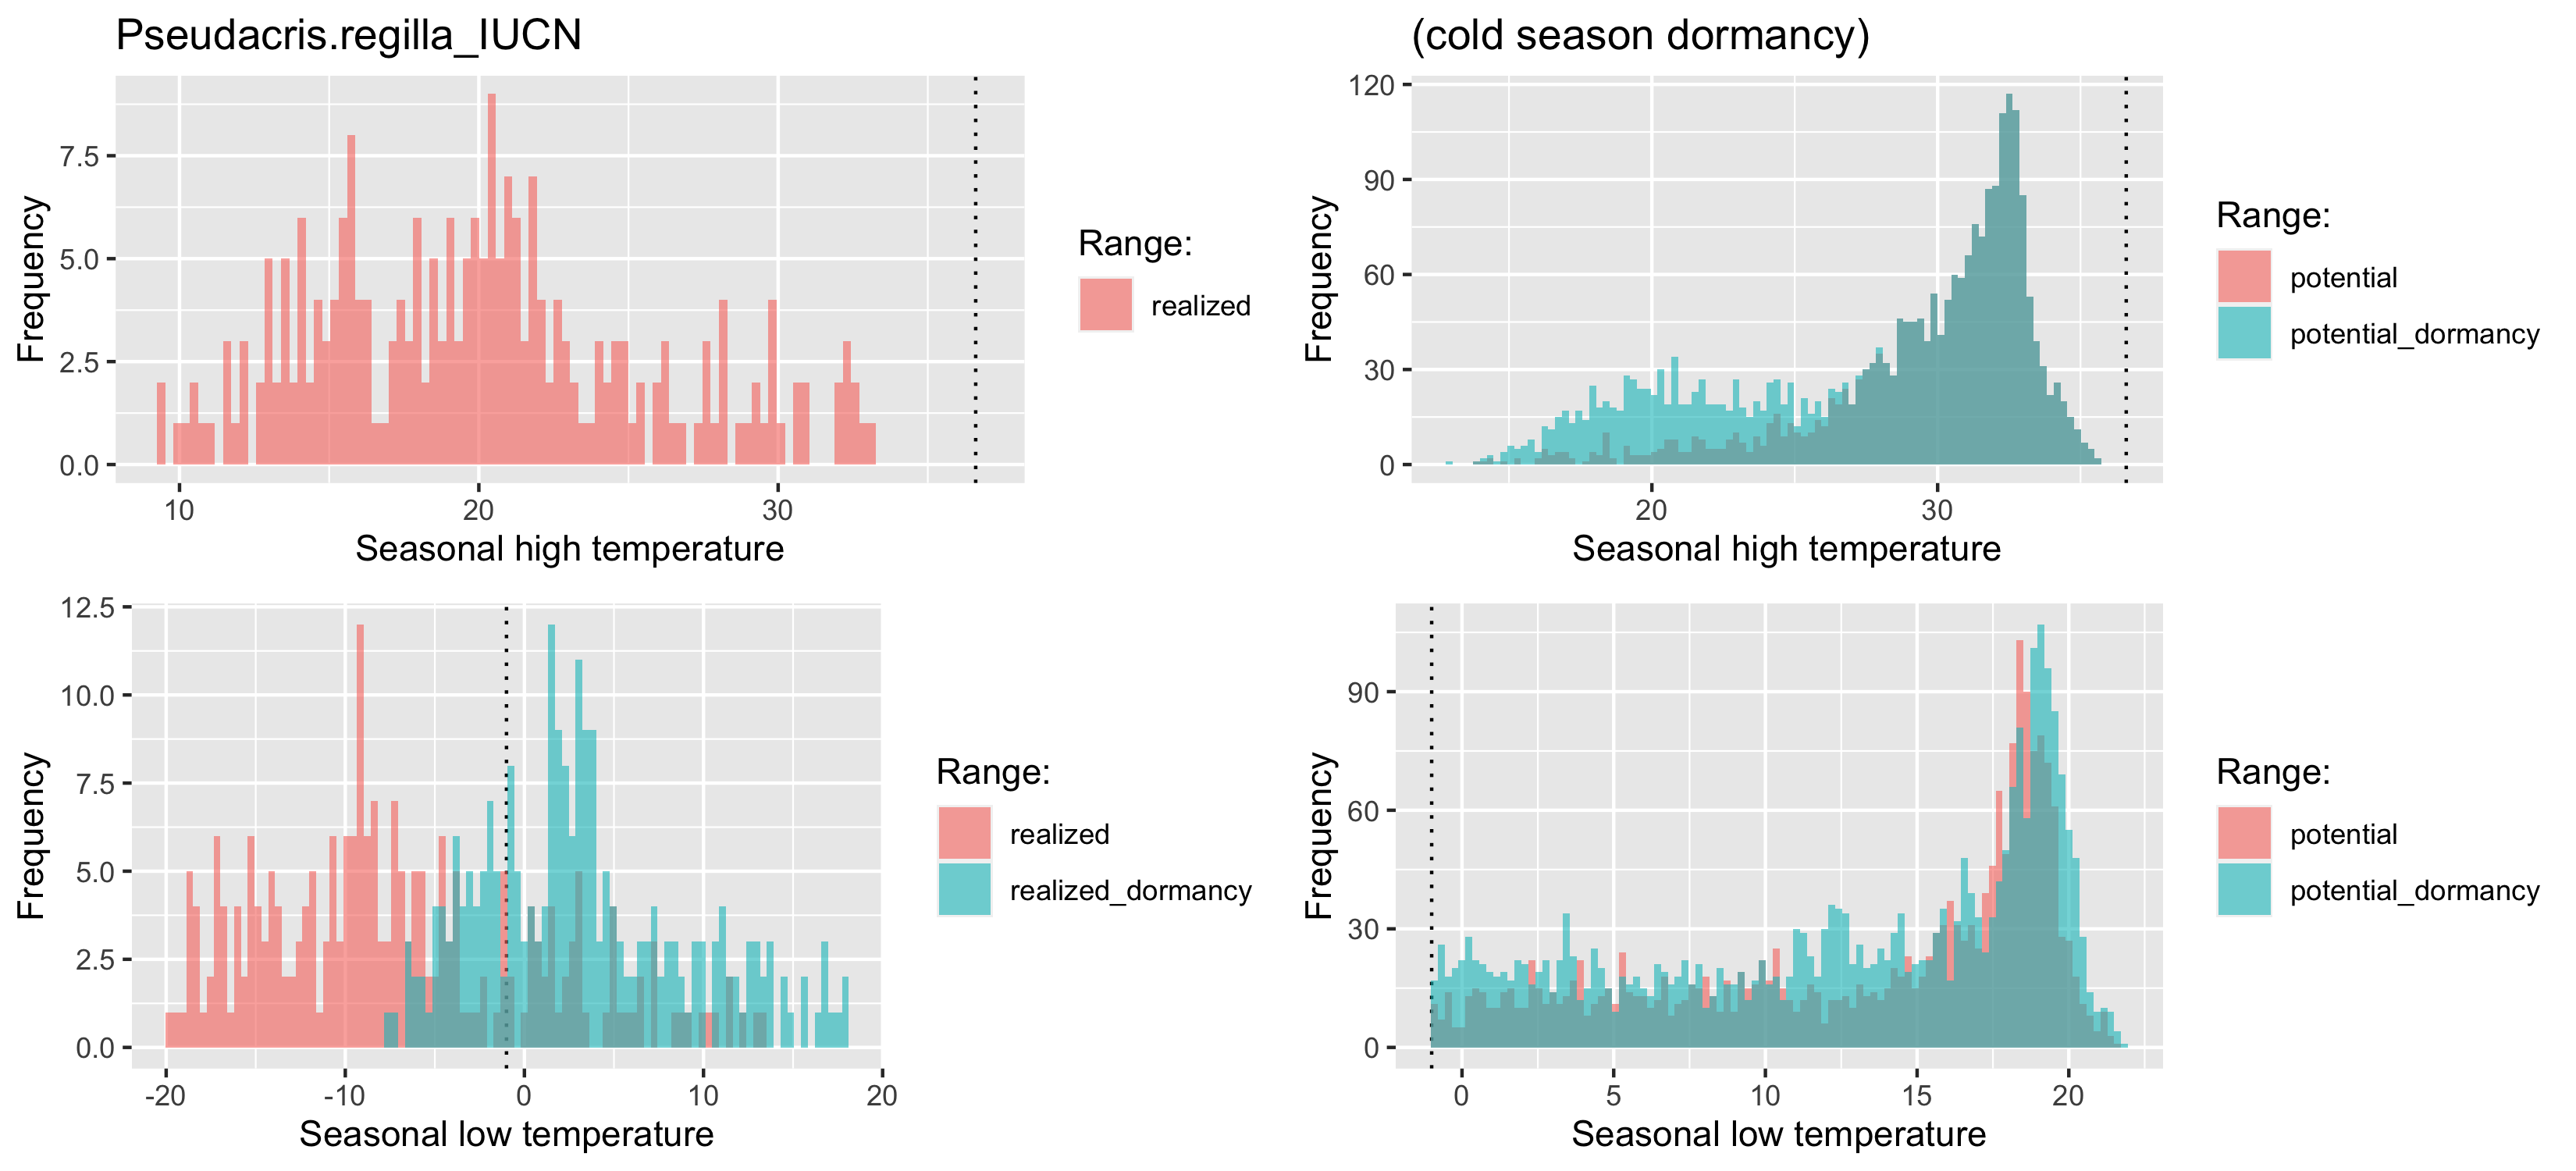 Pseudacris.regilla_IUCN
Frequency
7.5
5.0
2.5
0.0
10 20 30
Seasonal high temperature
Range:
realized
(cold season dormancy)
Frequency
120
90
60
30
0
20 30
Seasonal high temperature
Range:
potential
potential_dormancy
Frequency
12.5
10.0
7.5
5.0
2.5
0.0
-20 -10 0 10 20
Seasonal low temperature
Range:
realized
realized_dormancy
Frequency
90
60
30
0
0 5 10 15 20
Seasonal low temperature
Range:
potential
potential_dormancy